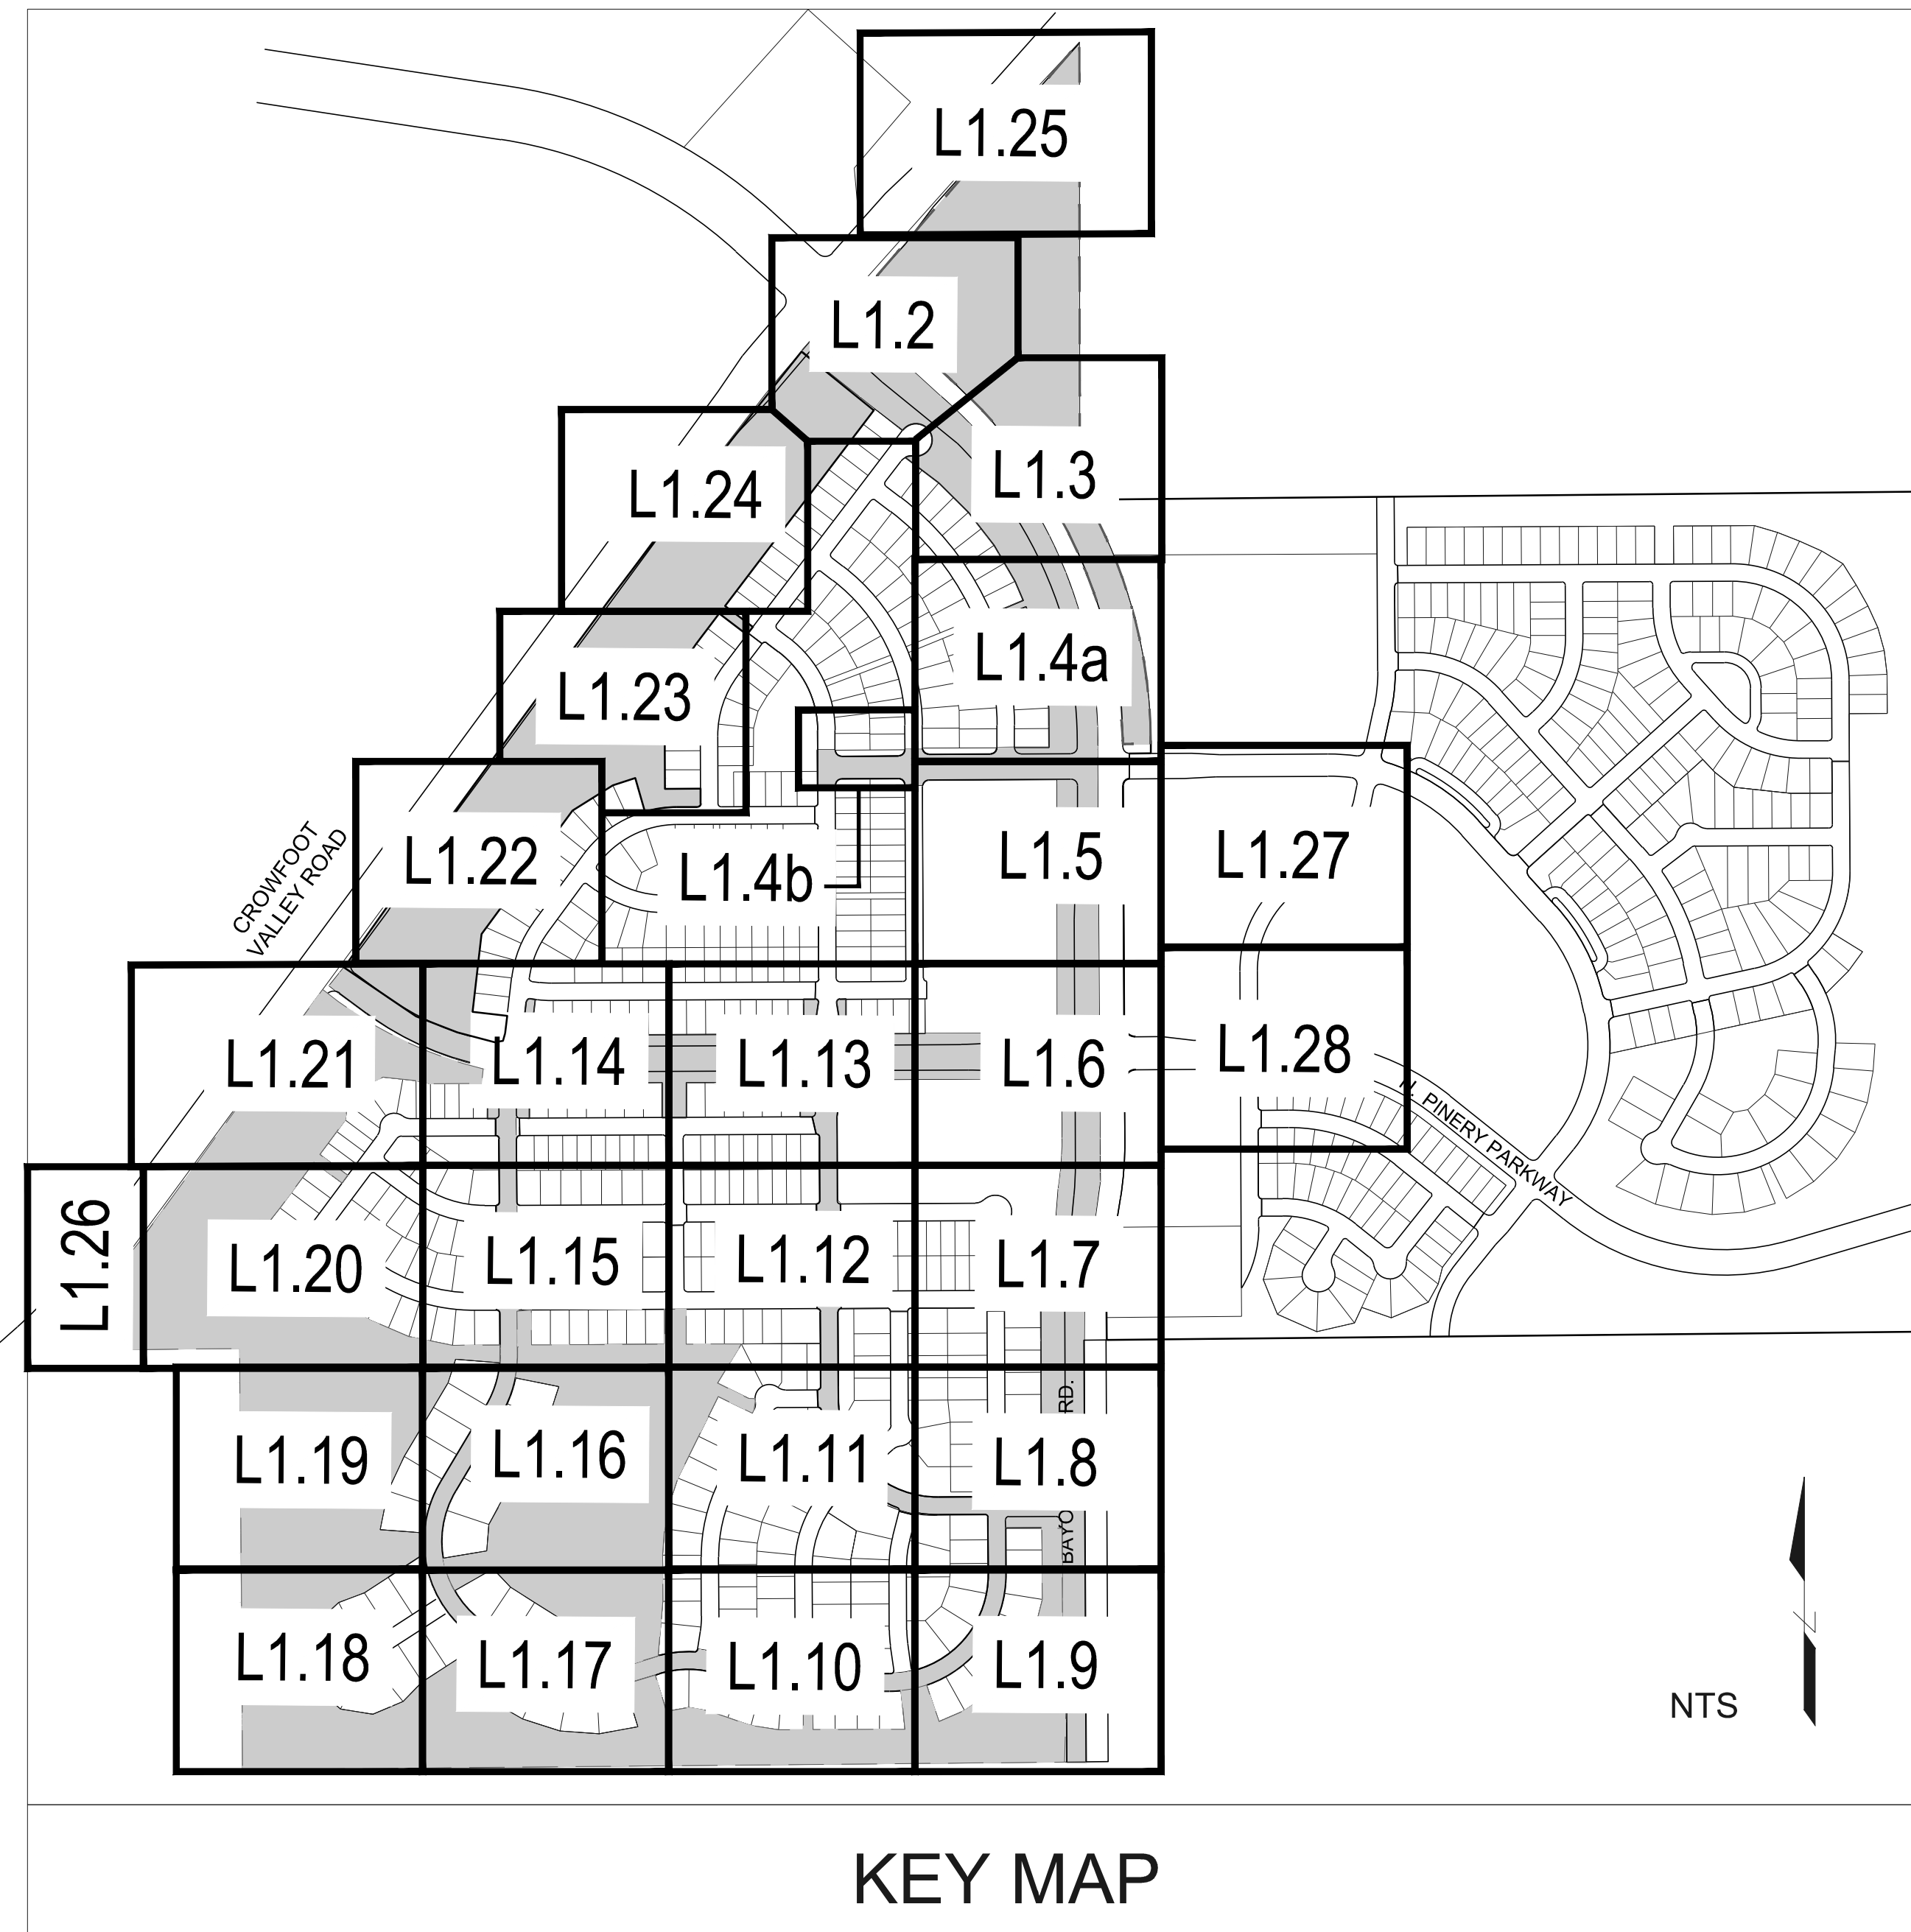 L1.25
L1.2
L1.24
L1.3
L1.23
L1.4a
L1.22
L1.4b
L1.5
L1.27
CROWFOOT
VALLEY ROAD
L1.21
L1.14
L1.13
L1.6
L1.28
N. PINERY PARKWAY
L1.26
L1.20
L1.15
L1.12
L1.7
RD.
L1.19
L1.16
L1.11
L1.8
BAYO
L1.18
L1.17
L1.10
L1.9
NTS
KEY MAP